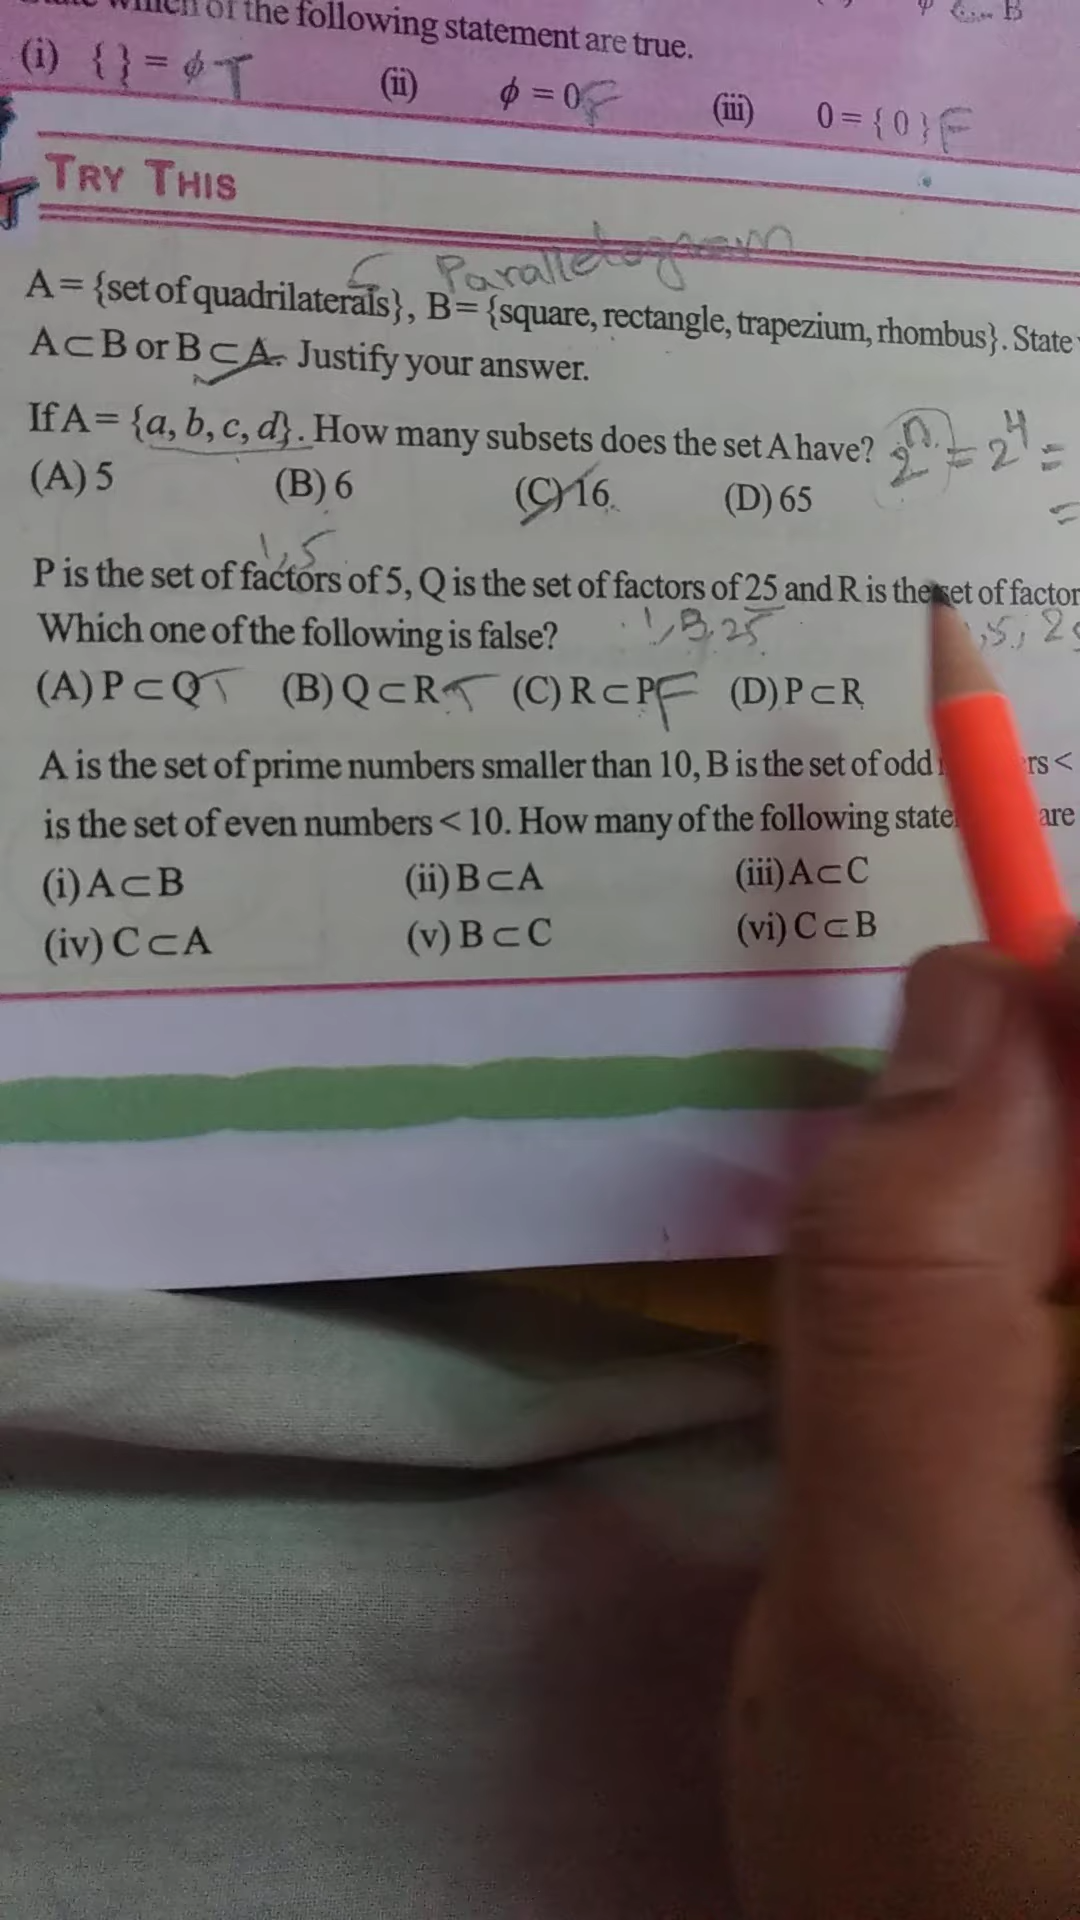 which of the following statement are true.
(i) { } = ϕ T (ii) ϕ = 0 F (iii) 0 = {0} F
TRY THIS
Parallelogram
A = {set of quadrilaterals}, B = {square, rectangle, trapezium, rhombus}. State
A⊂B or B⊂A. Justify your answer.
If A = {a, b, c, d}. How many subsets does the set A have? 2ⁿ = 2⁴ =
(A) 5 (B) 6 (C) 16 (D) 65 =
1,5
P is the set of factors of 5, Q is the set of factors of 25 and R is the set of factor
Which one of the following is false? 1, 25 ,5,
(A) P⊂Q T (B) Q⊂R T (C) R⊂P F (D) P⊂R
A is the set of prime numbers smaller than 10, B is the set of odd rs <
is the set of even numbers < 10. How many of the following state are
(i) A⊂B (ii) B⊂A (iii) A⊂C
(iv) C⊂A (v) B⊂C (vi) C⊂B